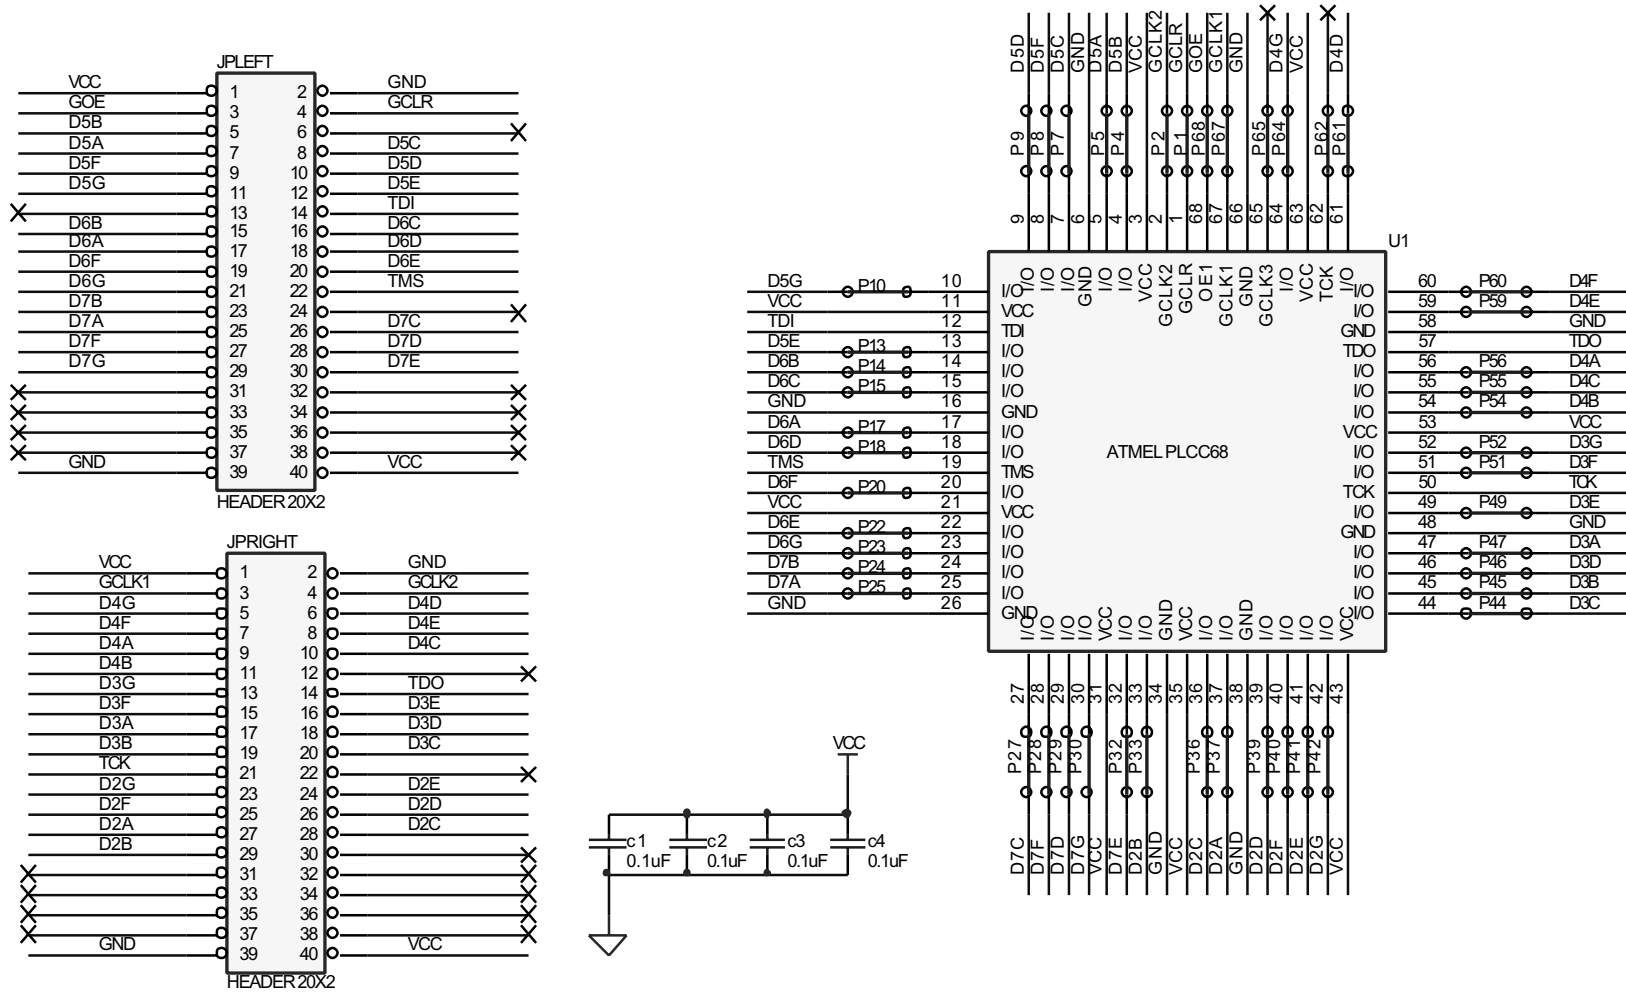 JPLEFT
VCC 1 2 GND
GOE 3 4 GCLR
D5B 5 6
D5A 7 8 D5C
D5F 9 10 D5D
D5G 11 12 D5E
13 14 TDI
D6B 15 16 D6C
D6A 17 18 D6D
D6F 19 20 D6E
D6G 21 22 TMS
D7B 23 24
D7A 25 26 D7C
D7F 27 28 D7D
D7G 29 30 D7E
31 32
33 34
35 36
37 38
GND 39 40 VCC
HEADER 20X2
JPRIGHT
VCC 1 2 GND
GCLK1 3 4 GCLK2
D4G 5 6 D4D
D4F 7 8 D4E
D4A 9 10 D4C
D4B 11 12
D3G 13 14 TDO
D3F 15 16 D3E
D3A 17 18 D3D
D3B 19 20 D3C
TCK 21 22
D2G 23 24 D2E
D2F 25 26 D2D
D2A 27 28 D2C
D2B 29 30
31 32
33 34
35 36
37 38
GND 39 40 VCC
HEADER 20X2
VCC
c1 c2 c3 c4
0.1uF 0.1uF 0.1uF 0.1uF
D5D D5F D5C GND D5A D5B VCC GCLK2 GCLR GOE GCLK1 GND D4G VCC D4D
P9 P8 P7 P5 P4 P2 P1 P68 P67 P65 P64 P62 P61
9 8 7 6 5 4 3 2 1 68 67 66 65 64 63 62 61
U1
I/O I/O I/O GND I/O I/O VCC GCLK2 GCLR OE1 GCLK1 GND GCLK3 I/O VCC TCK I/O
D5G P10 10 I/O
VCC 11 VCC
TDI 12 TDI
D5E P13 13 I/O
D6B P14 14 I/O
D6C P15 15 I/O
GND 16 GND
D6A P17 17 I/O
D6D P18 18 I/O
TMS 19 TMS
D6F P20 20 I/O
VCC 21 VCC
D6E P22 22 I/O
D6G P23 23 I/O
D7B P24 24 I/O
D7A P25 25 I/O
GND 26 GND
ATMEL PLCC68
I/O 60 P60 D4F
I/O 59 P59 D4E
GND 58 GND
TDO 57 TDO
I/O 56 P56 D4A
I/O 55 P55 D4C
I/O 54 P54 D4B
VCC 53 VCC
I/O 52 P52 D3G
I/O 51 P51 D3F
TCK 50 TCK
I/O 49 P49 D3E
GND 48 GND
I/O 47 P47 D3A
I/O 46 P46 D3D
I/O 45 P45 D3B
I/O 44 P44 D3C
I/O I/O I/O I/O VCC I/O I/O GND VCC I/O I/O GND I/O I/O I/O I/O VCC
27 28 29 30 31 32 33 34 35 36 37 38 39 40 41 42 43
P27 P28 P29 P30 P32 P33 P36 P37 P39 P40 P41 P42
D7C D7F D7D D7G VCC D7E D2B GND VCC D2C D2A GND D2D D2F D2E D2G VCC